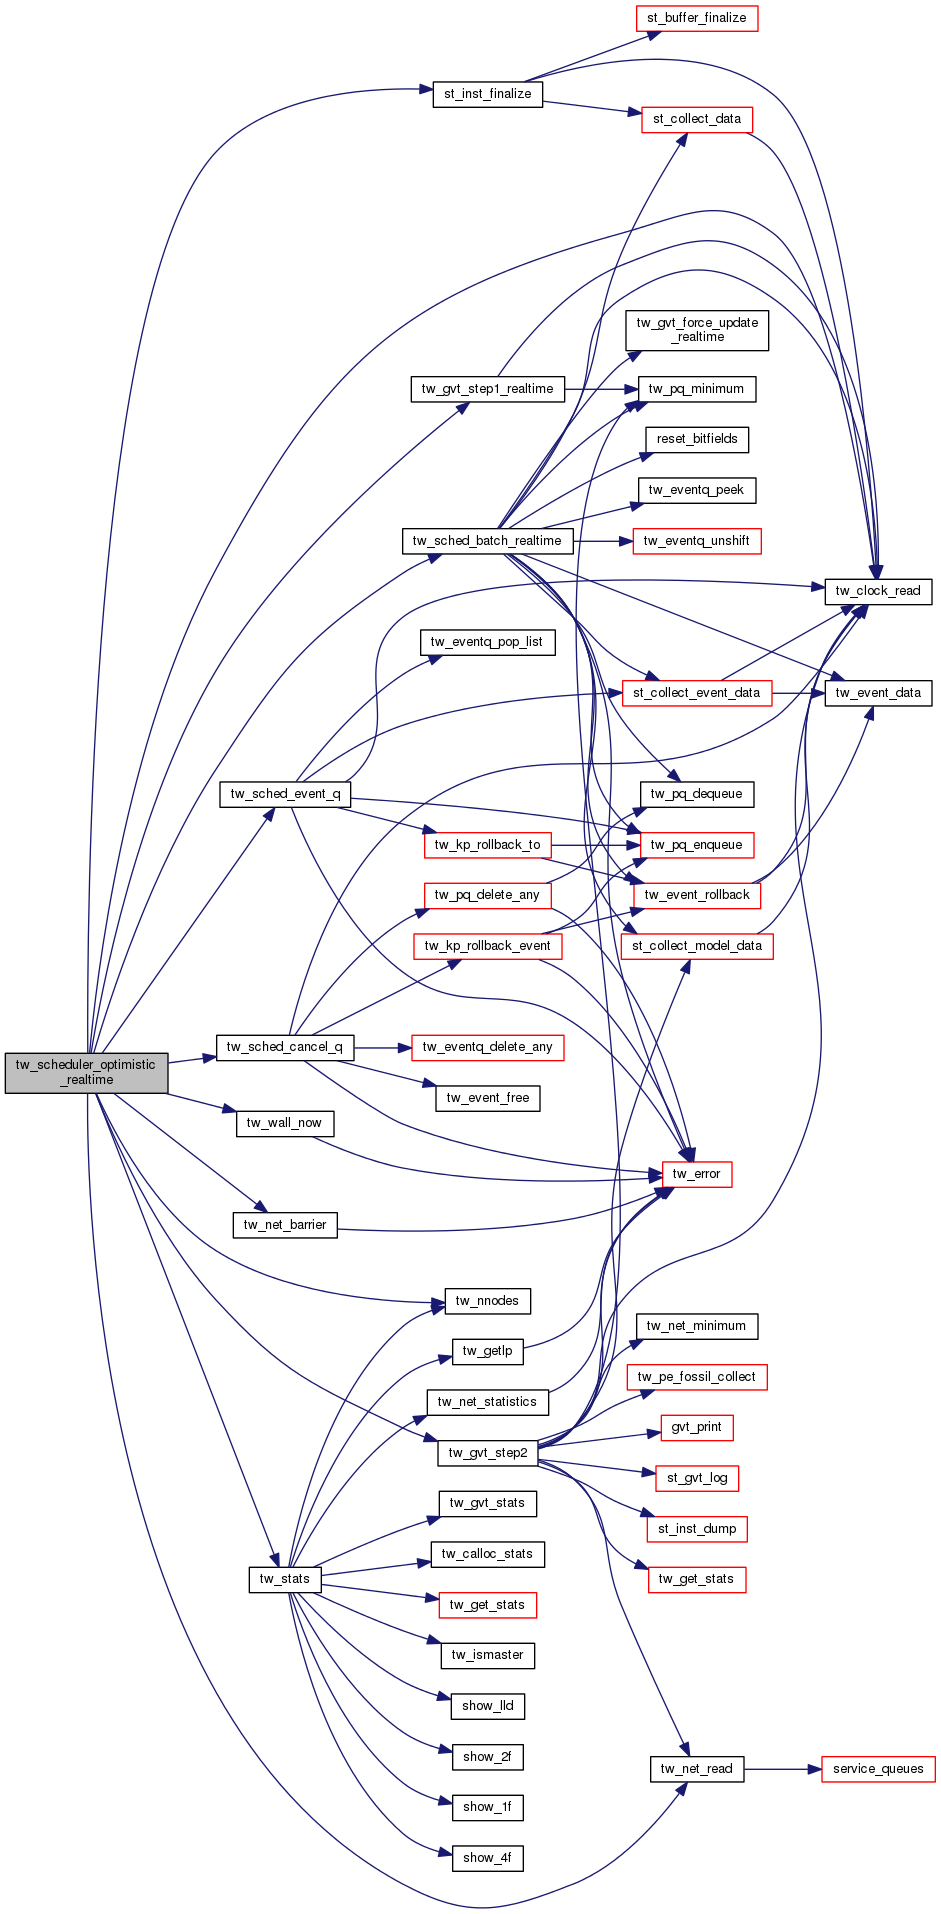 st_buffer_finalize
st_inst_finalize
st_collect_data
tw_gvt_force_update
_realtime
tw_gvt_step1_realtime
tw_pq_minimum
reset_bitfields
tw_eventq_peek
tw_sched_batch_realtime
tw_eventq_unshift
tw_clock_read
tw_eventq_pop_list
st_collect_event_data
tw_event_data
tw_sched_event_q
tw_pq_dequeue
tw_kp_rollback_to
tw_pq_enqueue
tw_pq_delete_any
tw_event_rollback
tw_kp_rollback_event
st_collect_model_data
tw_sched_cancel_q
tw_eventq_delete_any
tw_scheduler_optimistic
_realtime
tw_event_free
tw_wall_now
tw_error
tw_net_barrier
tw_nnodes
tw_net_minimum
tw_getlp
tw_pe_fossil_collect
tw_net_statistics
gvt_print
tw_gvt_step2
st_gvt_log
tw_gvt_stats
st_inst_dump
tw_calloc_stats
tw_stats
tw_get_stats
tw_get_stats
tw_ismaster
show_lld
show_2f
tw_net_read
service_queues
show_1f
show_4f